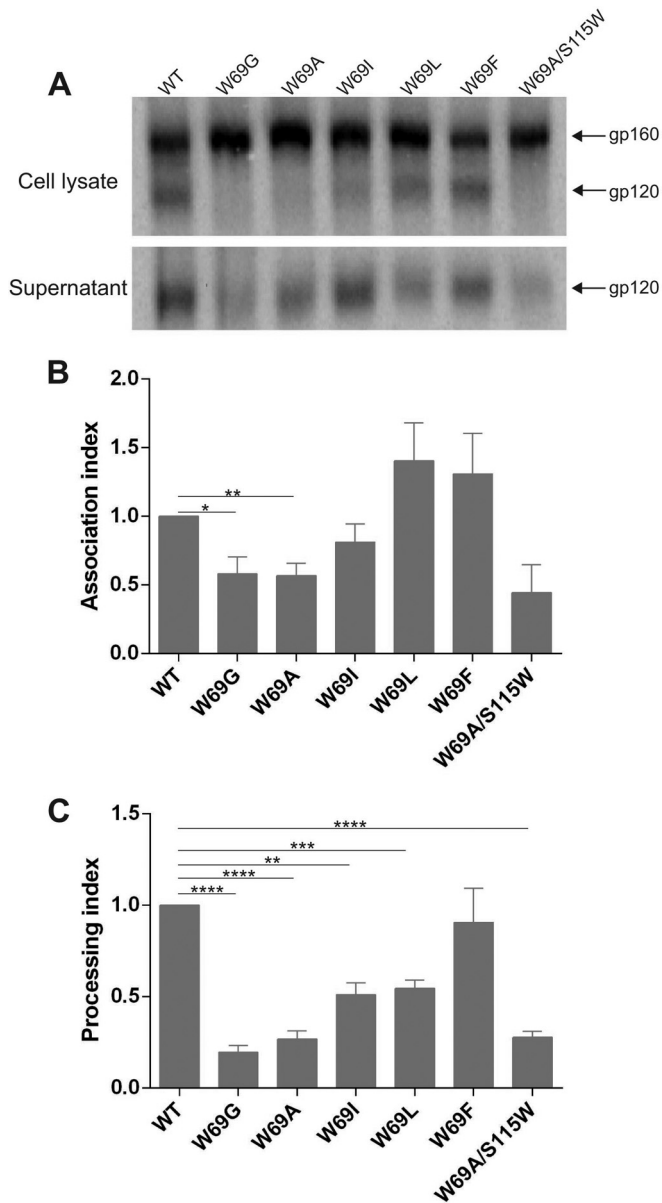 A
WT W69G W69A W69I W69L W69F W69A/S115W
gp160
Cell lysate
gp120
Supernatant
gp120
B
2.0
1.5
1.0
0.5
0.0
Association index
**
*
WT W69G W69A W69I W69L W69F W69A/S115W
C
1.5
1.0
0.5
0.0
Processing index
****
***
**
****
****
WT W69G W69A W69I W69L W69F W69A/S115W